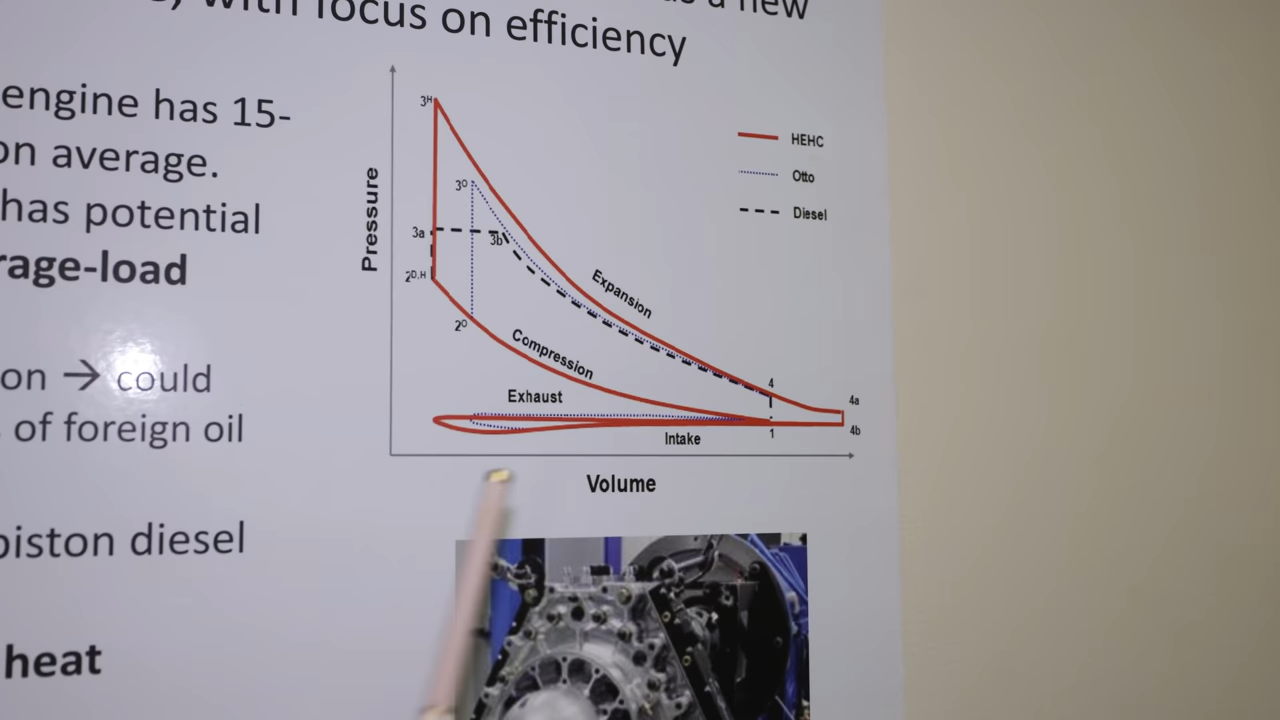 with focus on efficiency
a new
engine has 15-
on average.
has potential
rage-load
on → could
of foreign oil
piston diesel
heat
Pressure
3H
3O
3a
3b
2D.H
2O
HEHC
Otto
Diesel
Expansion
Compression
Exhaust
Intake
4
4a
4b
1
Volume